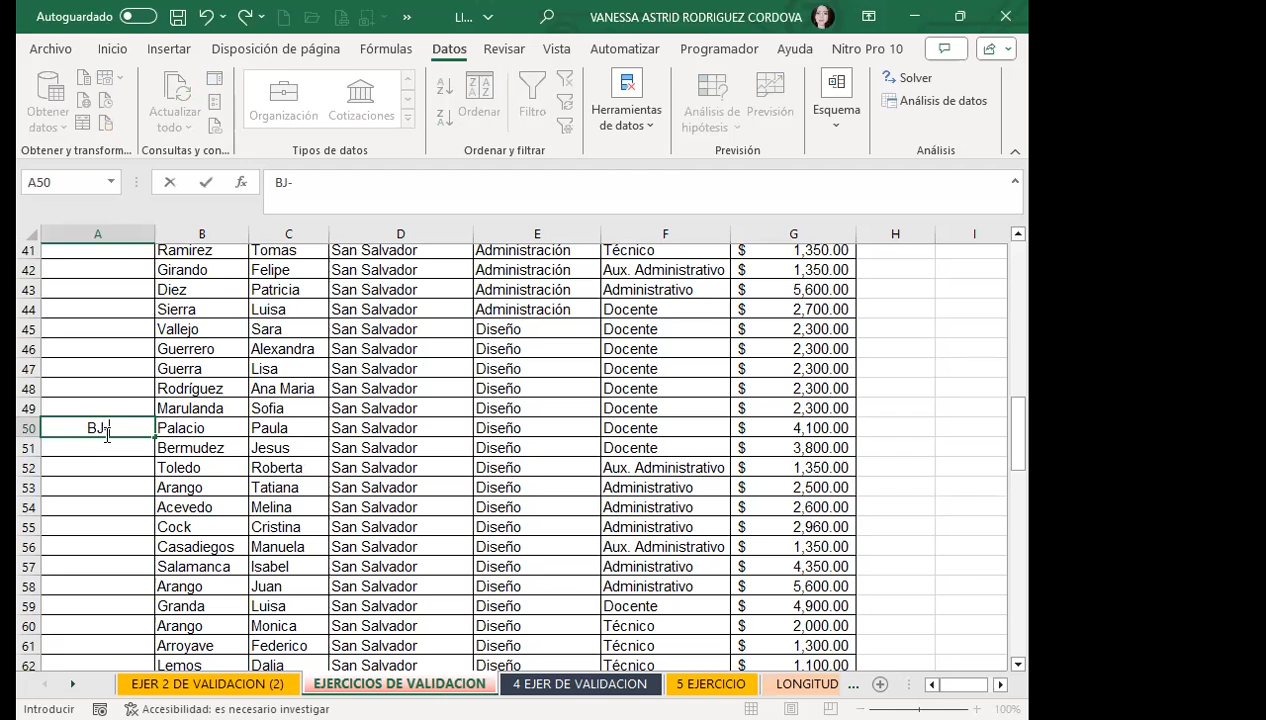 Autoguardado LI... VANESSA ASTRID RODRIGUEZ CORDOVA
Archivo Inicio Insertar Disposición de página Fórmulas Datos Revisar Vista Automatizar Programador Ayuda Nitro Pro 10
Obtener datos Actualizar todo Organización Cotizaciones Ordenar Filtro Herramientas de datos Análisis de hipótesis Previsión Esquema Solver
Análisis de datos
Obtener y transform... Consultas y con... Tipos de datos Ordenar y filtrar Previsión Análisis
A50 fx BJ-
A B C D E F G H I
41 Ramirez Tomas San Salvador Administración Técnico $ 1,350.00
42 Girando Felipe San Salvador Administración Aux. Administrativo $ 1,350.00
43 Diez Patricia San Salvador Administración Administrativo $ 5,600.00
44 Sierra Luisa San Salvador Administración Docente $ 2,700.00
45 Vallejo Sara San Salvador Diseño Docente $ 2,300.00
46 Guerrero Alexandra San Salvador Diseño Docente $ 2,300.00
47 Guerra Lisa San Salvador Diseño Docente $ 2,300.00
48 Rodríguez Ana Maria San Salvador Diseño Docente $ 2,300.00
49 Marulanda Sofia San Salvador Diseño Docente $ 2,300.00
50 BJ- Palacio Paula San Salvador Diseño Docente $ 4,100.00
51 Bermudez Jesus San Salvador Diseño Docente $ 3,800.00
52 Toledo Roberta San Salvador Diseño Aux. Administrativo $ 1,350.00
53 Arango Tatiana San Salvador Diseño Administrativo $ 2,500.00
54 Acevedo Melina San Salvador Diseño Administrativo $ 2,600.00
55 Cock Cristina San Salvador Diseño Administrativo $ 2,960.00
56 Casadiegos Manuela San Salvador Diseño Aux. Administrativo $ 1,350.00
57 Salamanca Isabel San Salvador Diseño Administrativo $ 4,350.00
58 Arango Juan San Salvador Diseño Administrativo $ 5,600.00
59 Granda Luisa San Salvador Diseño Docente $ 4,900.00
60 Arango Monica San Salvador Diseño Técnico $ 2,000.00
61 Arroyave Federico San Salvador Diseño Técnico $ 1,300.00
62 Lemos Dalia San Salvador Diseño Técnico $ 1,100.00
EJER 2 DE VALIDACION (2) EJERCICIOS DE VALIDACION 4 EJER DE VALIDACION 5 EJERCICIO LONGITUD ...
Introducir Accesibilidad: es necesario investigar 100%